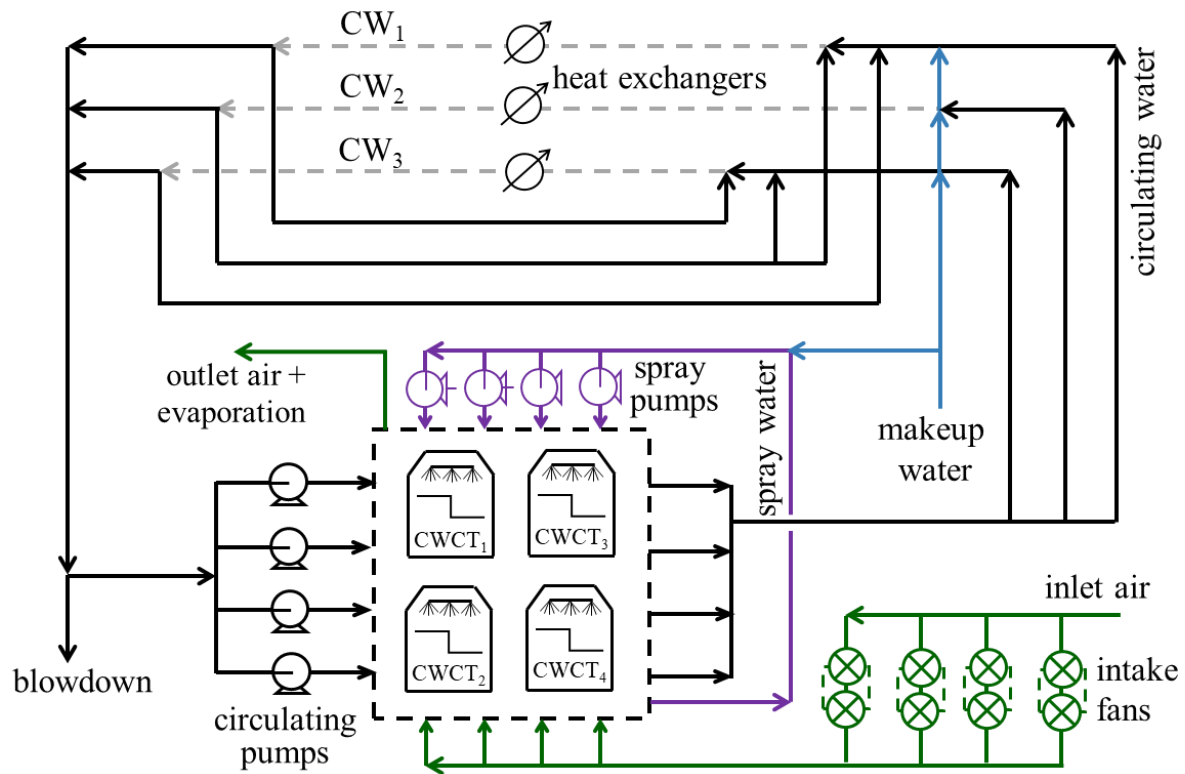 CW₁
heat exchangers
CW₂
CW₃
circulating water
outlet air +
evaporation
spray
pumps
spray water
makeup
water
CWCT₁
CWCT₃
CWCT₂
CWCT₄
inlet air
blowdown
circulating
pumps
intake
fans